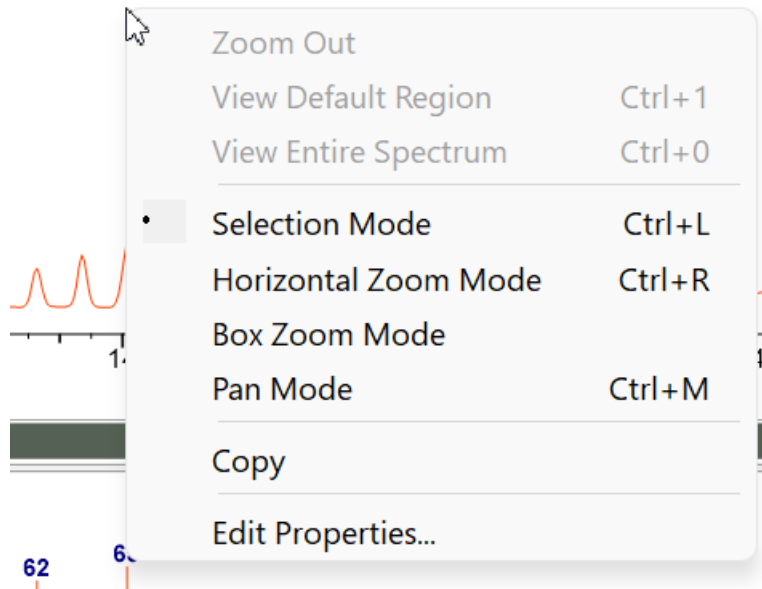 Zoom Out
View Default Region Ctrl+1
View Entire Spectrum Ctrl+0
Selection Mode Ctrl+L
Horizontal Zoom Mode Ctrl+R
Box Zoom Mode
Pan Mode Ctrl+M
Copy
Edit Properties...
62